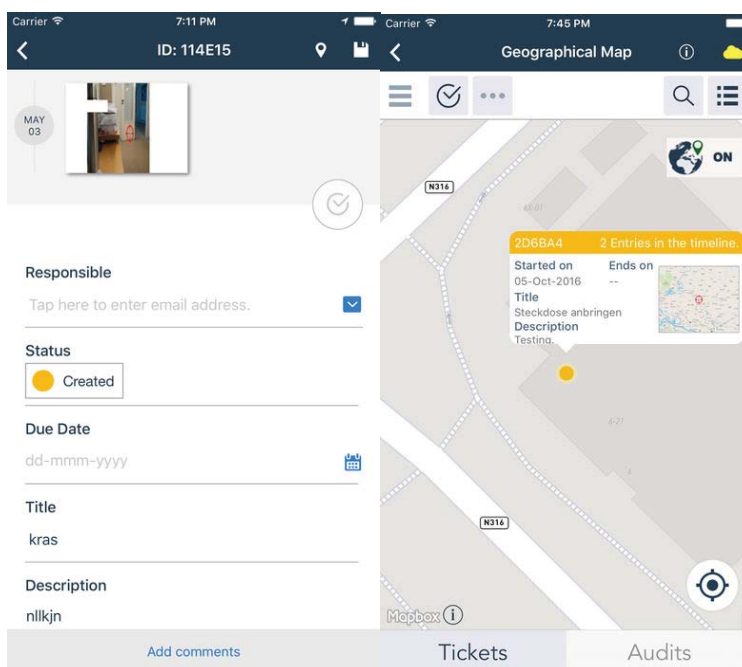 Carrier 7:11 PM
ID: 114E15
MAY
03
Responsible
Tap here to enter email address.
Status
Created
Due Date
dd-mmm-yyyy
Title
kras
Description
nllkjn
Add comments
Carrier 7:45 PM
Geographical Map
ON
N316
2D6BA4 2 Entries in the timeline.
Started on Ends on
05-Oct-2016 --
Title
Steckdose anbringen
Description
Testing.
6-27
6
N316
Mapbox
Tickets Audits